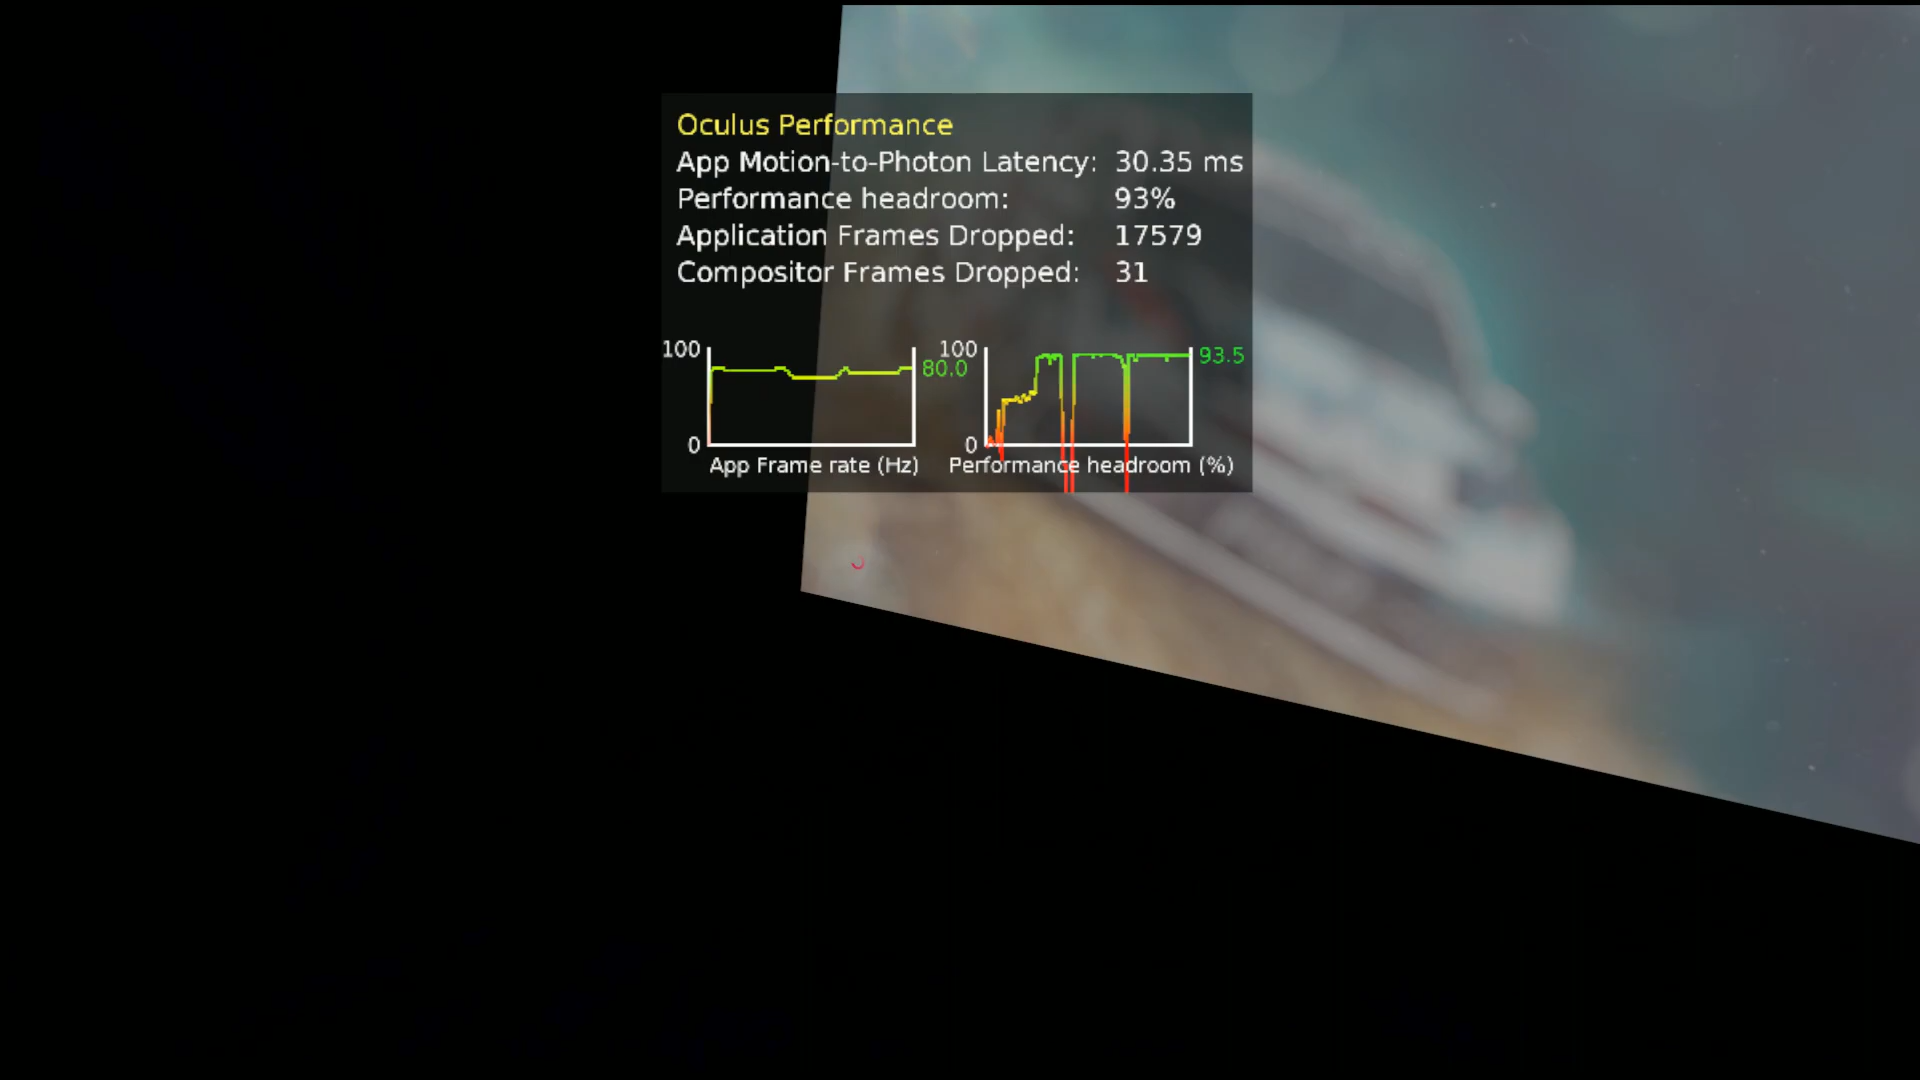 Oculus Performance
App Motion-to-Photon Latency: 30.35 ms
Performance headroom: 93%
Application Frames Dropped: 17579
Compositor Frames Dropped: 31
100
80.0
0
App Frame rate (Hz)
100
93.5
0
Performance headroom (%)